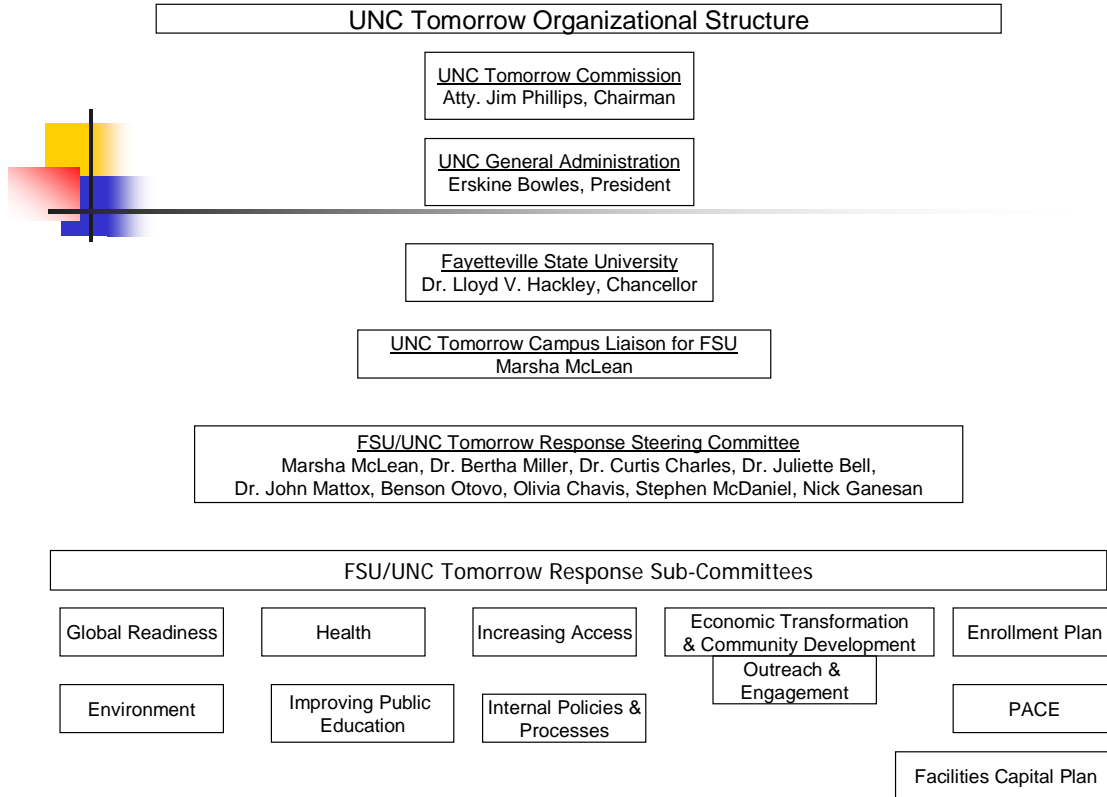 UNC Tomorrow Organizational Structure
UNC Tomorrow Commission
Atty. Jim Phillips, Chairman
UNC General Administration
Erskine Bowles, President
Fayetteville State University
Dr. Lloyd V. Hackley, Chancellor
UNC Tomorrow Campus Liaison for FSU
Marsha McLean
FSU/UNC Tomorrow Response Steering Committee
Marsha McLean, Dr. Bertha Miller, Dr. Curtis Charles, Dr. Juliette Bell,
Dr. John Mattox, Benson Otovo, Olivia Chavis, Stephen McDaniel, Nick Ganesan
FSU/UNC Tomorrow Response Sub-Committees
Global Readiness
Health
Increasing Access
Economic Transformation
& Community Development
Enrollment Plan
Outreach &
Engagement
Environment
Improving Public
Education
Internal Policies &
Processes
PACE
Facilities Capital Plan